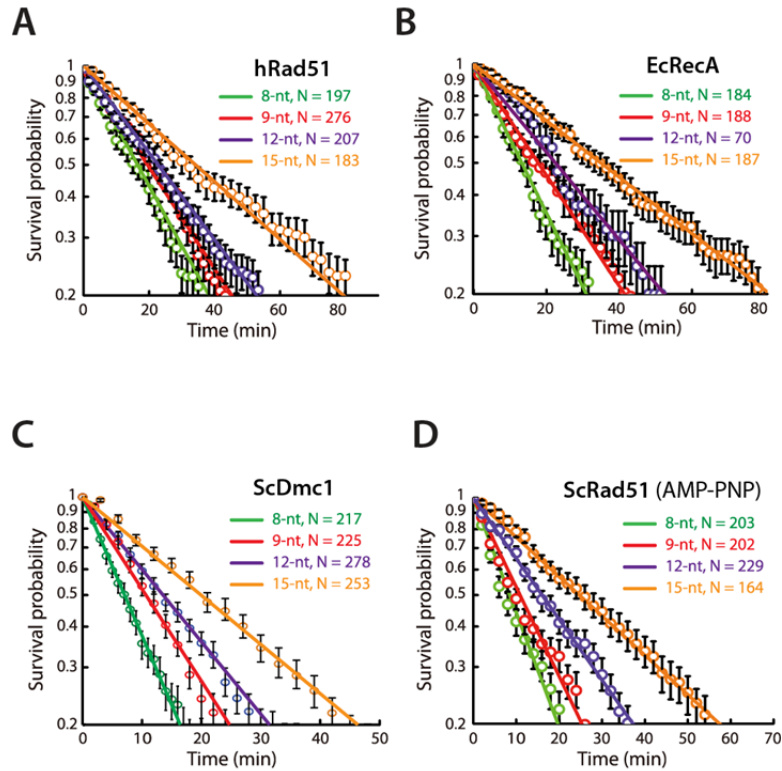 A
hRad51
8-nt, N = 197
9-nt, N = 276
12-nt, N = 207
15-nt, N = 183
Survival probability
1
0.9
0.8
0.7
0.6
0.5
0.4
0.3
0.2
0
20
40
60
80
Time (min)
B
EcRecA
8-nt, N = 184
9-nt, N = 188
12-nt, N = 70
15-nt, N = 187
Survival probability
1
0.9
0.8
0.7
0.6
0.5
0.4
0.3
0.2
0
20
40
60
80
Time (min)
C
ScDmc1
8-nt, N = 217
9-nt, N = 225
12-nt, N = 278
15-nt, N = 253
Survival probability
1
0.9
0.8
0.7
0.6
0.5
0.4
0.3
0.2
0
10
20
30
40
50
Time (min)
D
ScRad51 (AMP-PNP)
8-nt, N = 203
9-nt, N = 202
12-nt, N = 229
15-nt, N = 164
Survival probability
1
0.9
0.8
0.7
0.6
0.5
0.4
0.3
0.2
0
10
20
30
40
50
60
70
Time (min)